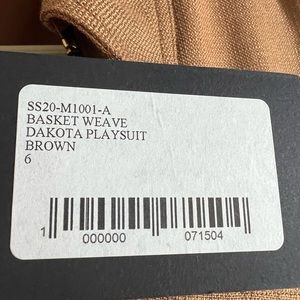 SS20-M1001-A
BASKET WEAVE
DAKOTA PLAYSUIT
BROWN
6
1 000000 071504